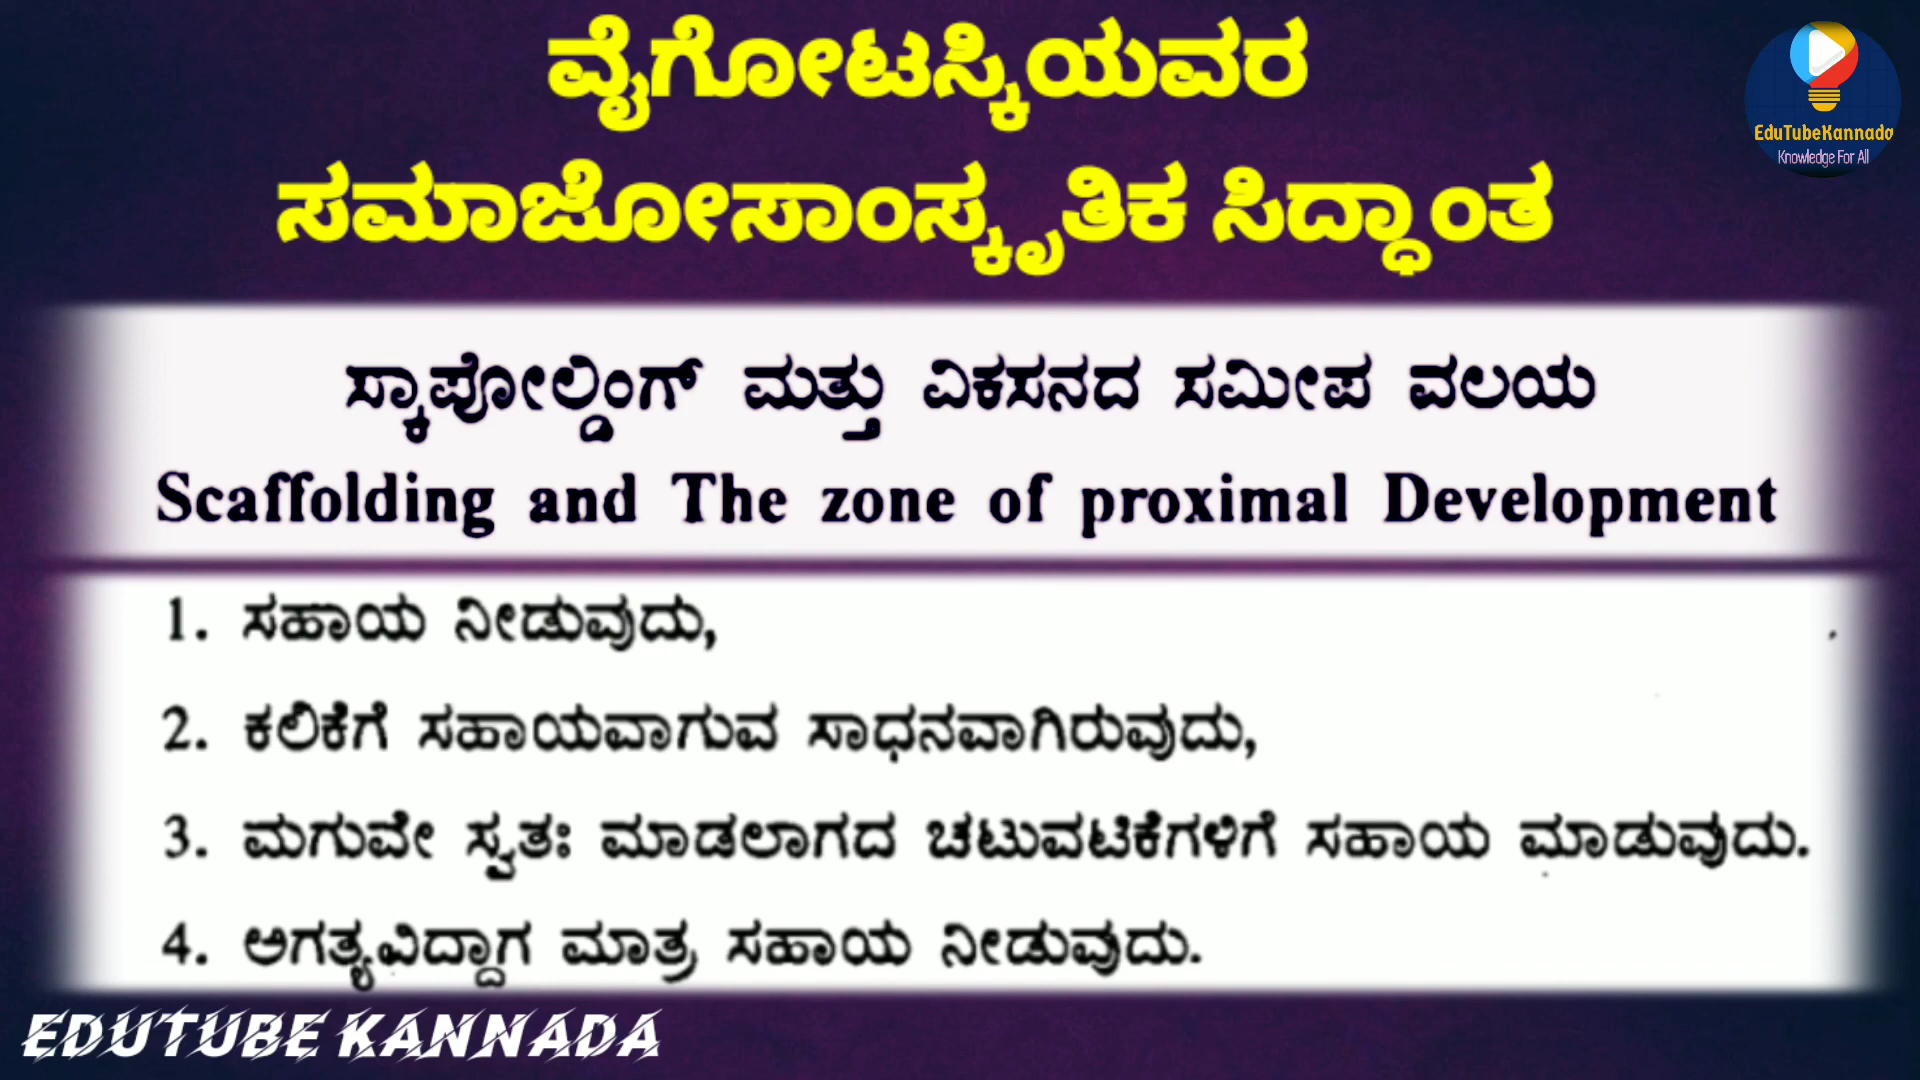 ವೈಗೋಟಸ್ಕಿಯವರ
ಸಮಾಜೋಸಾಂಸ್ಕೃತಿಕ ಸಿದ್ಧಾಂತ
EduTubeKannada
Knowledge For All
ಸ್ಕಾಪೋಲ್ಡಿಂಗ್ ಮತ್ತು ವಿಕಸನದ ಸಮೀಪ ವಲಯ
Scaffolding and The zone of proximal Development
1. ಸಹಾಯ ನೀಡುವುದು,
2. ಕಲಿಕೆಗೆ ಸಹಾಯವಾಗುವ ಸಾಧನವಾಗಿರುವುದು,
3. ಮಗುವೇ ಸ್ವತಃ ಮಾಡಲಾಗದ ಚಟುವಟಿಕೆಗಳಿಗೆ ಸಹಾಯ ಮಾಡುವುದು.
4. ಅಗತ್ಯವಿದ್ದಾಗ ಮಾತ್ರ ಸಹಾಯ ನೀಡುವುದು.
EDUTUBE KANNADA